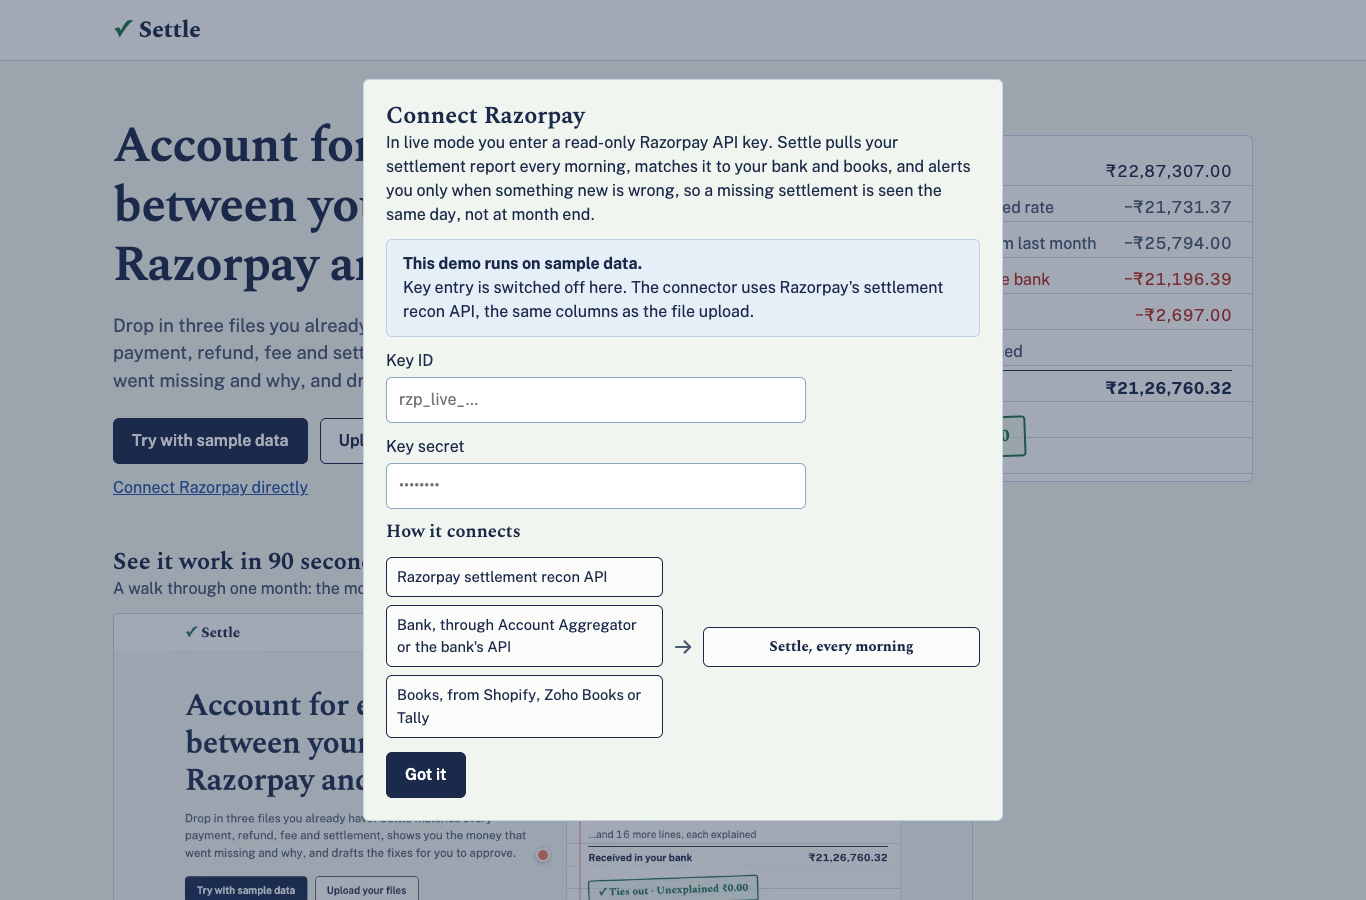 ✓ Settle
Connect Razorpay
In live mode you enter a read-only Razorpay API key. Settle pulls your
settlement report every morning, matches it to your bank and books, and alerts
you only when something new is wrong, so a missing settlement is seen the
same day, not at month end.
This demo runs on sample data.
Key entry is switched off here. The connector uses Razorpay's settlement
recon API, the same columns as the file upload.
Key ID
rzp_live_...
Key secret
••••••••
How it connects
Razorpay settlement recon API
Bank, through Account Aggregator
or the bank's API
→ Settle, every morning
Books, from Shopify, Zoho Books or
Tally
Got it
Account for
between you
Razorpay
Drop in three files you already
payment, refund, fee and
went missing and why, and
Try with sample data
Connect Razorpay directly
₹22,87,307.00
rate −₹21,731.37
last month −₹25,794.00
bank −₹21,196.39
−₹2,697.00
₹21,26,760.32
See it work in 90
A walk through one month: the
✓ Settle
Account for
between your
Razorpay
Drop in three files you already
payment, refund, fee and settlement, shows you the money that
went missing and why, and drafts the fixes for you to approve.
Try with sample data Upload your files
...and 16 more lines, each explained
Received in your bank ₹21,26,760.32
✓ Ties out · Unexplained ₹0.00